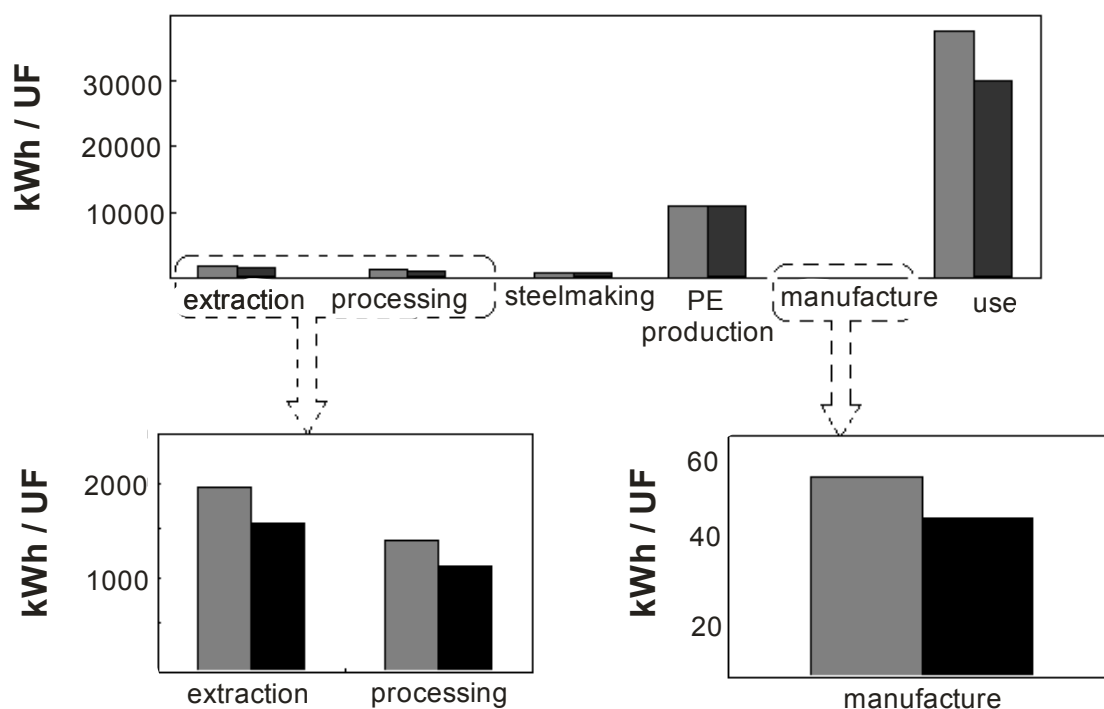 kWh / UF
30000
20000
10000
extraction
processing
steelmaking
PE
production
manufacture
use
kWh / UF
2000
1000
extraction
processing
kWh / UF
60
40
20
manufacture